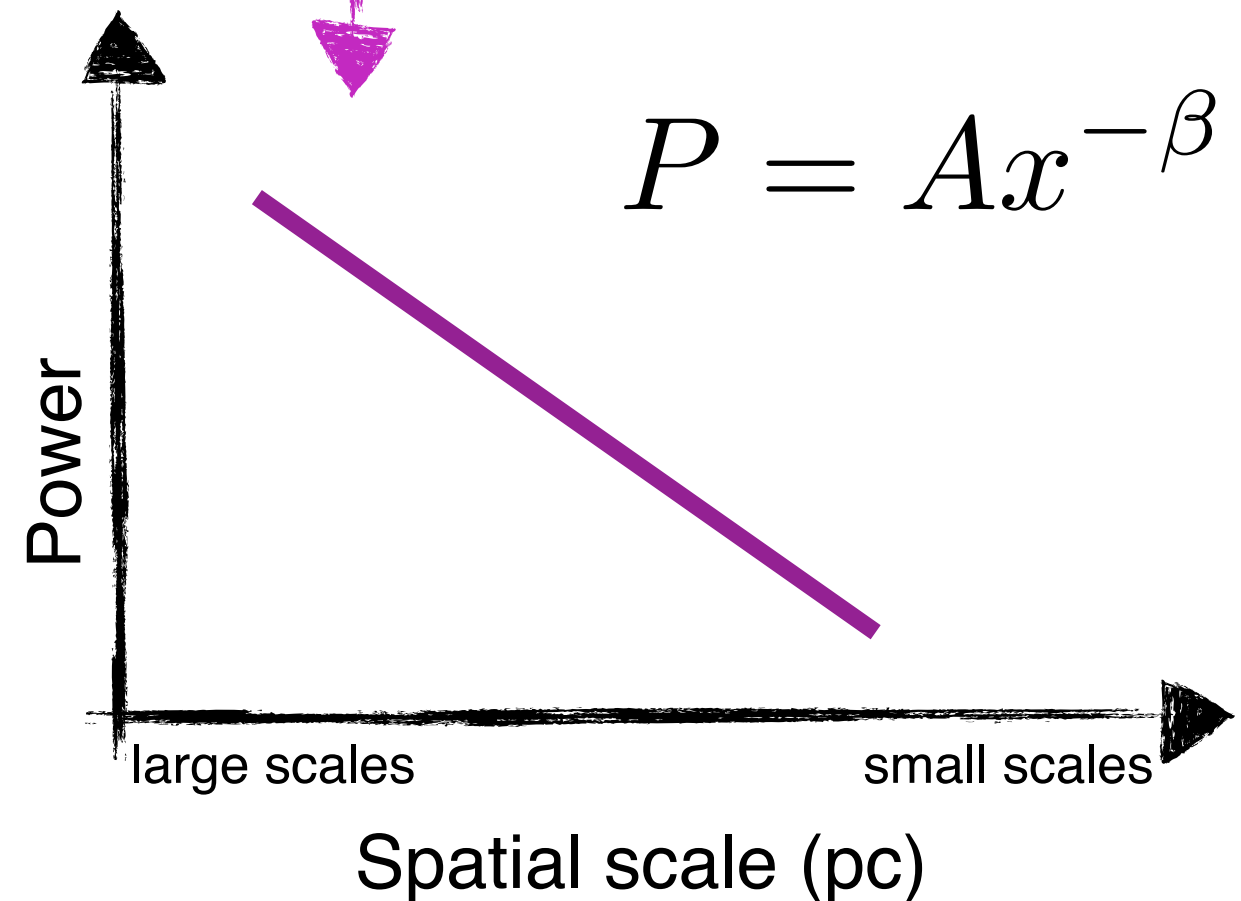 P = Ax^{-β}
Power
large scales
small scales
Spatial scale (pc)